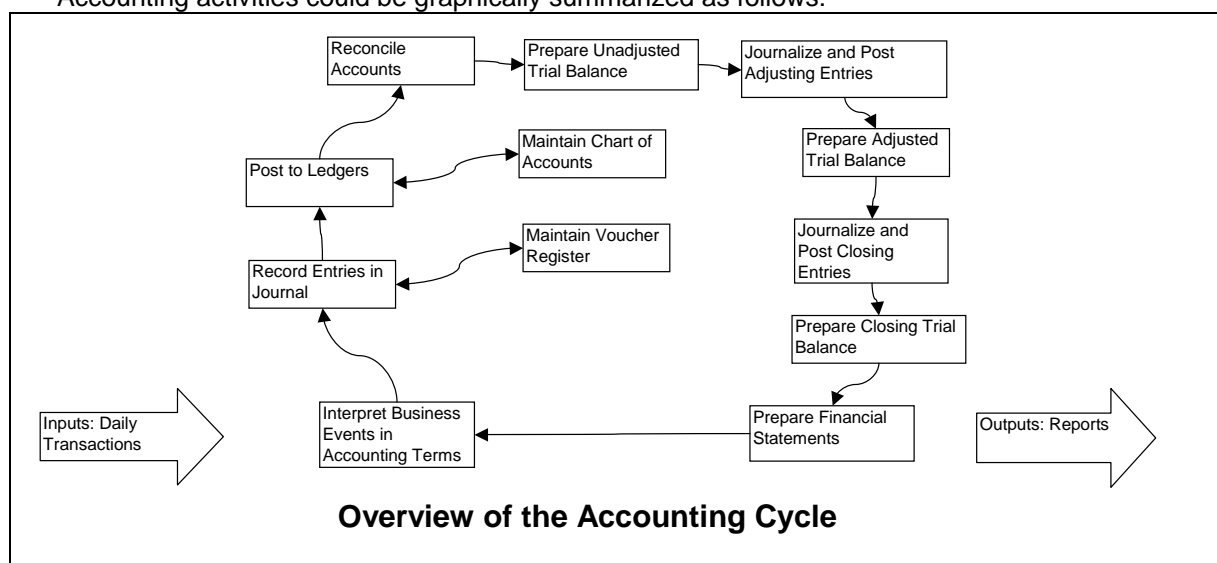 Accounting activities could be graphically summarized as follows:
Reconcile
Accounts
Prepare Unadjusted
Trial Balance
Journalize and Post
Adjusting Entries
Maintain Chart of
Accounts
Prepare Adjusted
Trial Balance
Post to Ledgers
Maintain Voucher
Register
Journalize and
Post Closing
Entries
Record Entries in
Journal
Prepare Closing Trial
Balance
Inputs: Daily
Transactions
Interpret Business
Events in
Accounting Terms
Prepare Financial
Statements
Outputs: Reports
Overview of the Accounting Cycle